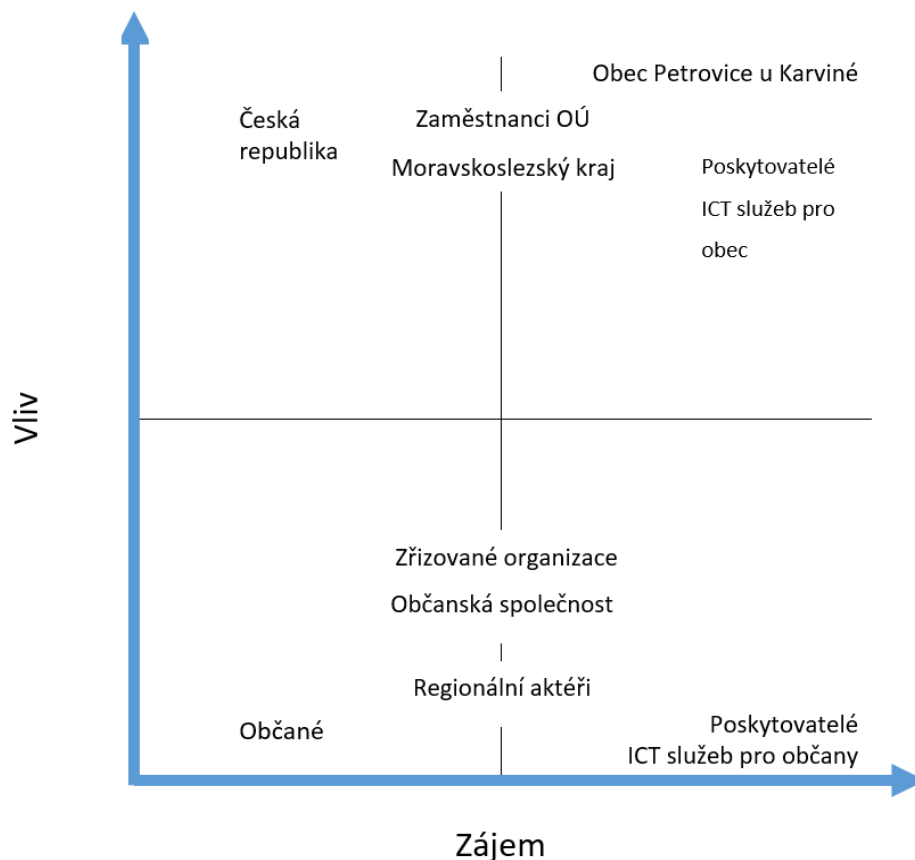 Obec Petrovice u Karviné
Česká
republika
Zaměstnanci OÚ
Moravskoslezský kraj
Poskytovatelé
ICT služeb pro
obec
Vliv
Zřizované organizace
Občanská společnost
Regionální aktéři
Občané
Poskytovatelé
ICT služeb pro občany
Zájem